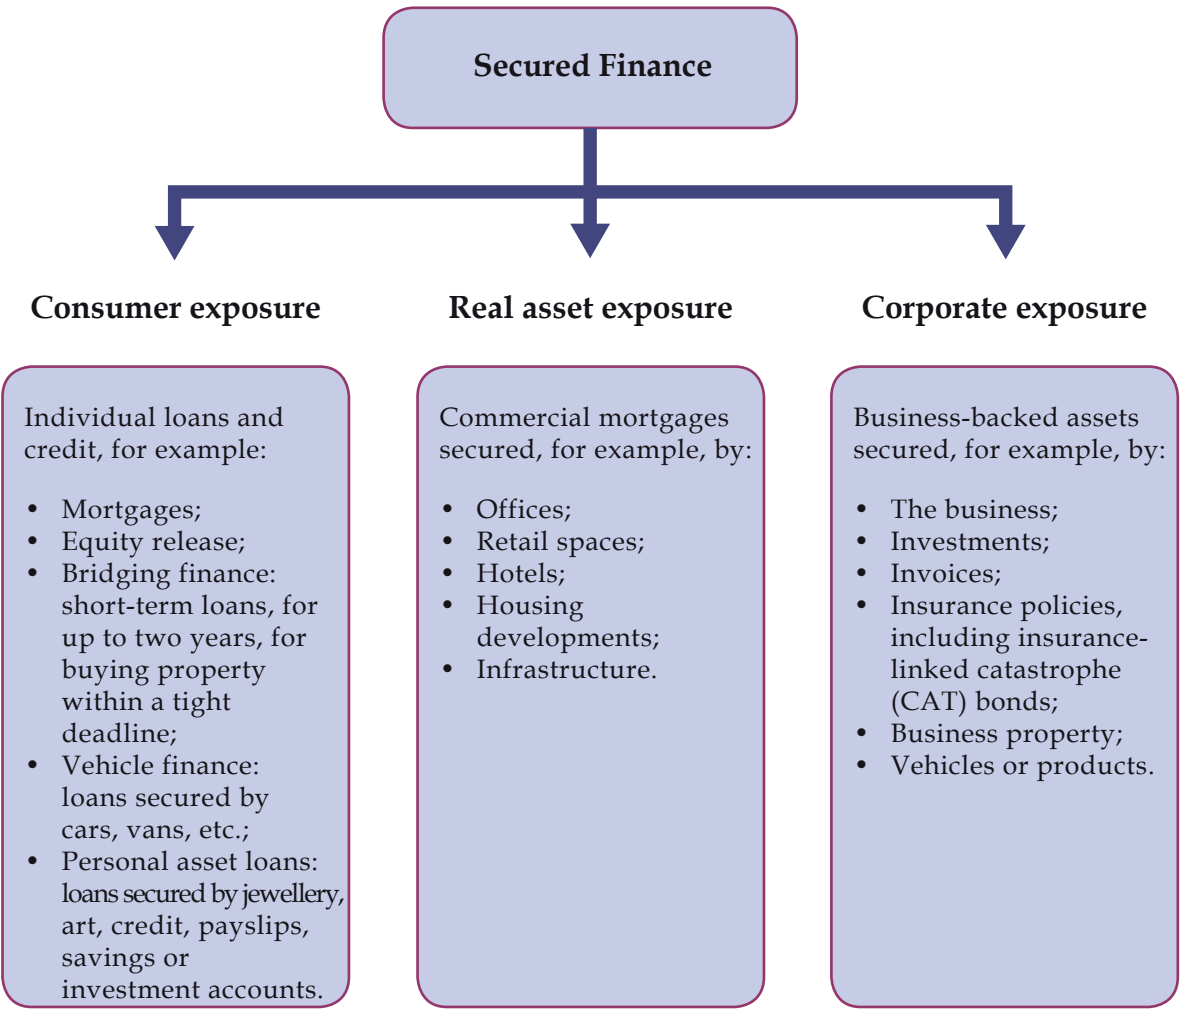 Secured Finance
Consumer exposure
Individual loans and
credit, for example:
• Mortgages;
• Equity release;
• Bridging finance:
short-term loans, for
up to two years, for
buying property
within a tight
deadline;
• Vehicle finance:
loans secured by
cars, vans, etc.;
• Personal asset loans:
loans secured by jewellery,
art, credit, payslips,
savings or
investment accounts.
Real asset exposure
Commercial mortgages
secured, for example, by:
• Offices;
• Retail spaces;
• Hotels;
• Housing
developments;
• Infrastructure.
Corporate exposure
Business-backed assets
secured, for example, by:
• The business;
• Investments;
• Invoices;
• Insurance policies,
including insurance-
linked catastrophe
(CAT) bonds;
• Business property;
• Vehicles or products.